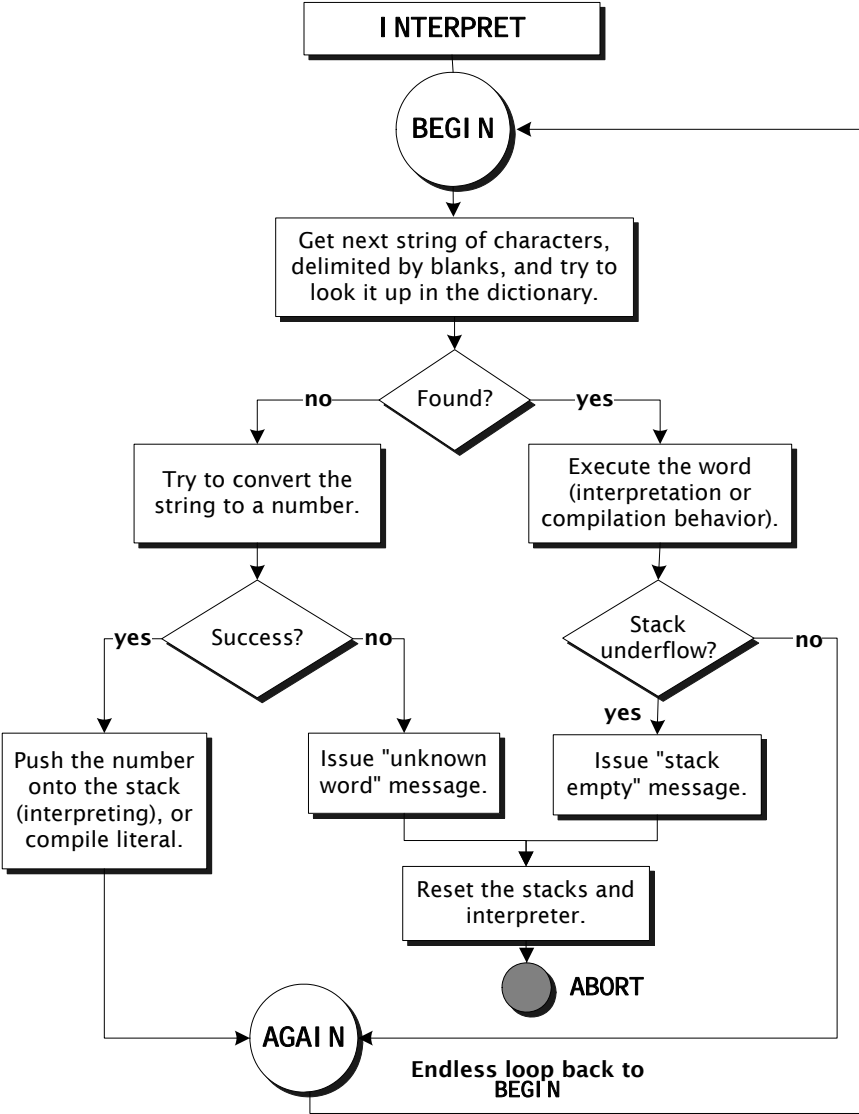 INTERPRET
BEGIN
Get next string of characters,
delimited by blanks, and try to
look it up in the dictionary.
no
Found?
yes
Try to convert the
string to a number.
Execute the word
(interpretation or
compilation behavior).
yes
Success?
no
Stack
underflow?
no
yes
Push the number
onto the stack
(interpreting), or
compile literal.
Issue "unknown
word" message.
Issue "stack
empty" message.
Reset the stacks and
interpreter.
ABORT
AGAIN
Endless loop back to
BEGIN